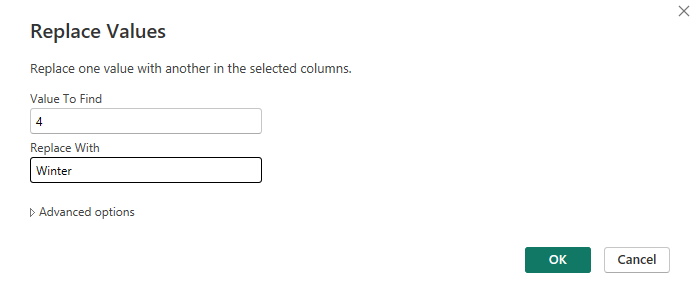 Replace Values
Replace one value with another in the selected columns.
Value To Find
4
Replace With
Winter
Advanced options
OK
Cancel